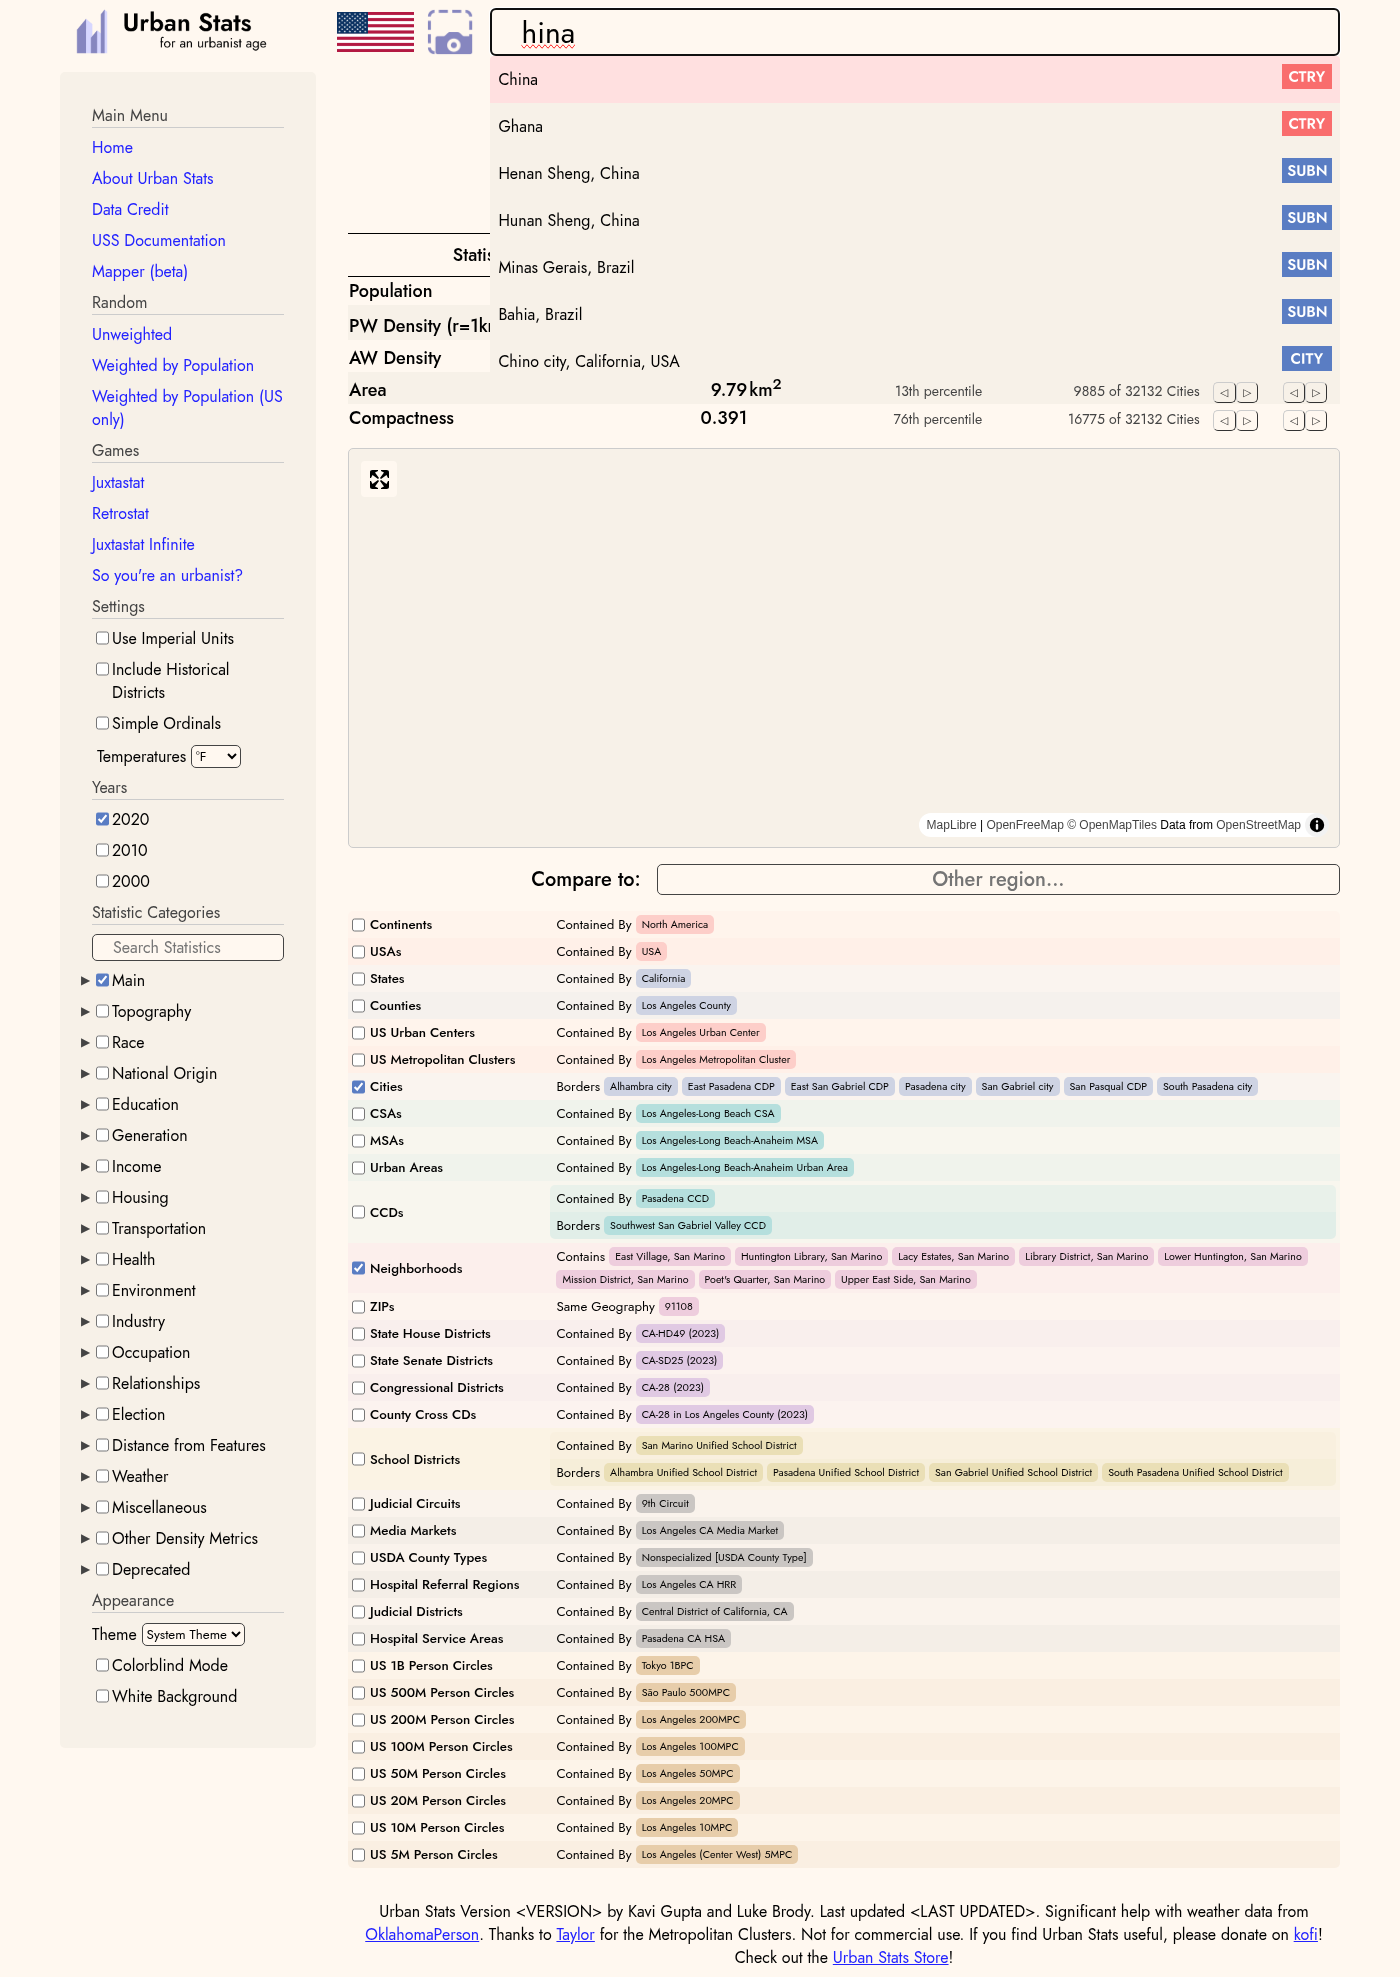 Urban Stats
for an urbanist age
hina
China CTRY
Ghana CTRY
Henan Sheng, China SUBN
Hunan Sheng, China SUBN
Minas Gerais, Brazil SUBN
Bahia, Brazil SUBN
Chino city, California, USA CITY
Main Menu
Home
About Urban Stats
Data Credit
USS Documentation
Mapper (beta)
Random
Unweighted
Weighted by Population
Weighted by Population (US
only)
Games
Juxtastat
Retrostat
Juxtastat Infinite
So you're an urbanist?
Settings
Use Imperial Units
Include Historical
Districts
Simple Ordinals
Temperatures °F
Years
2020
2010
2000
Statistic Categories
Search Statistics
Main
Topography
Race
National Origin
Education
Generation
Income
Housing
Transportation
Health
Environment
Industry
Occupation
Relationships
Election
Distance from Features
Weather
Miscellaneous
Other Density Metrics
Deprecated
Appearance
Theme System Theme
Colorblind Mode
White Background
Statis
Population
PW Density (r=1k
AW Density
Area 9.79 km² 13th percentile 9885 of 32132 Cities
Compactness 0.391 76th percentile 16775 of 32132 Cities
MapLibre | OpenFreeMap © OpenMapTiles Data from OpenStreetMap
Compare to: Other region...
Continents Contained By North America
USAs Contained By USA
States Contained By California
Counties Contained By Los Angeles County
US Urban Centers Contained By Los Angeles Urban Center
US Metropolitan Clusters Contained By Los Angeles Metropolitan Cluster
Cities Borders Alhambra city East Pasadena CDP East San Gabriel CDP Pasadena city San Gabriel city San Pasqual CDP South Pasadena city
CSAs Contained By Los Angeles-Long Beach CSA
MSAs Contained By Los Angeles-Long Beach-Anaheim MSA
Urban Areas Contained By Los Angeles-Long Beach-Anaheim Urban Area
CCDs Contained By Pasadena CCD
Borders Southwest San Gabriel Valley CCD
Neighborhoods Contains East Village, San Marino Huntington Library, San Marino Lacy Estates, San Marino Library District, San Marino Lower Huntington, San Marino
Mission District, San Marino Poet's Quarter, San Marino Upper East Side, San Marino
ZIPs Same Geography 91108
State House Districts Contained By CA-HD49 (2023)
State Senate Districts Contained By CA-SD25 (2023)
Congressional Districts Contained By CA-28 (2023)
County Cross CDs Contained By CA-28 in Los Angeles County (2023)
School Districts Contained By San Marino Unified School District
Borders Alhambra Unified School District Pasadena Unified School District San Gabriel Unified School District South Pasadena Unified School District
Judicial Circuits Contained By 9th Circuit
Media Markets Contained By Los Angeles CA Media Market
USDA County Types Contained By Nonspecialized [USDA County Type]
Hospital Referral Regions Contained By Los Angeles CA HRR
Judicial Districts Contained By Central District of California, CA
Hospital Service Areas Contained By Pasadena CA HSA
US 1B Person Circles Contained By Tokyo 1BPC
US 500M Person Circles Contained By São Paulo 500MPC
US 200M Person Circles Contained By Los Angeles 200MPC
US 100M Person Circles Contained By Los Angeles 100MPC
US 50M Person Circles Contained By Los Angeles 50MPC
US 20M Person Circles Contained By Los Angeles 20MPC
US 10M Person Circles Contained By Los Angeles 10MPC
US 5M Person Circles Contained By Los Angeles (Center West) 5MPC
Urban Stats Version <VERSION> by Kavi Gupta and Luke Brody. Last updated <LAST UPDATED>. Significant help with weather data from
OklahomaPerson. Thanks to Taylor for the Metropolitan Clusters. Not for commercial use. If you find Urban Stats useful, please donate on kofi!
Check out the Urban Stats Store!